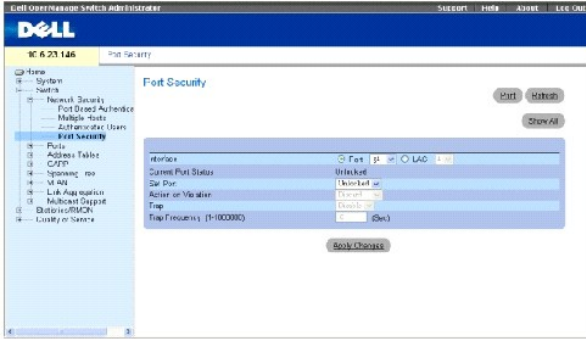 Dell OpenManage Switch Administrator
Support Help About Log Out
DELL
10.6.23.146
Port Security
Home
System
Switch
Network Security
Port Based Authentica
Multiple Hosts
Authenticated Users
Port Security
Ports
Address Tables
GARP
Spanning Tree
VLAN
Link Aggregation
Multicast Support
Statistics/RMON
Quality of Service
Port Security
Print Refresh
Show All
Interface Port LAG
Current Port Status Unlocked
Set Port Unlocked
Action on Violation Discard
Trap Disable
Trap Frequency (1-1000000) (Sec)
Apply Changes